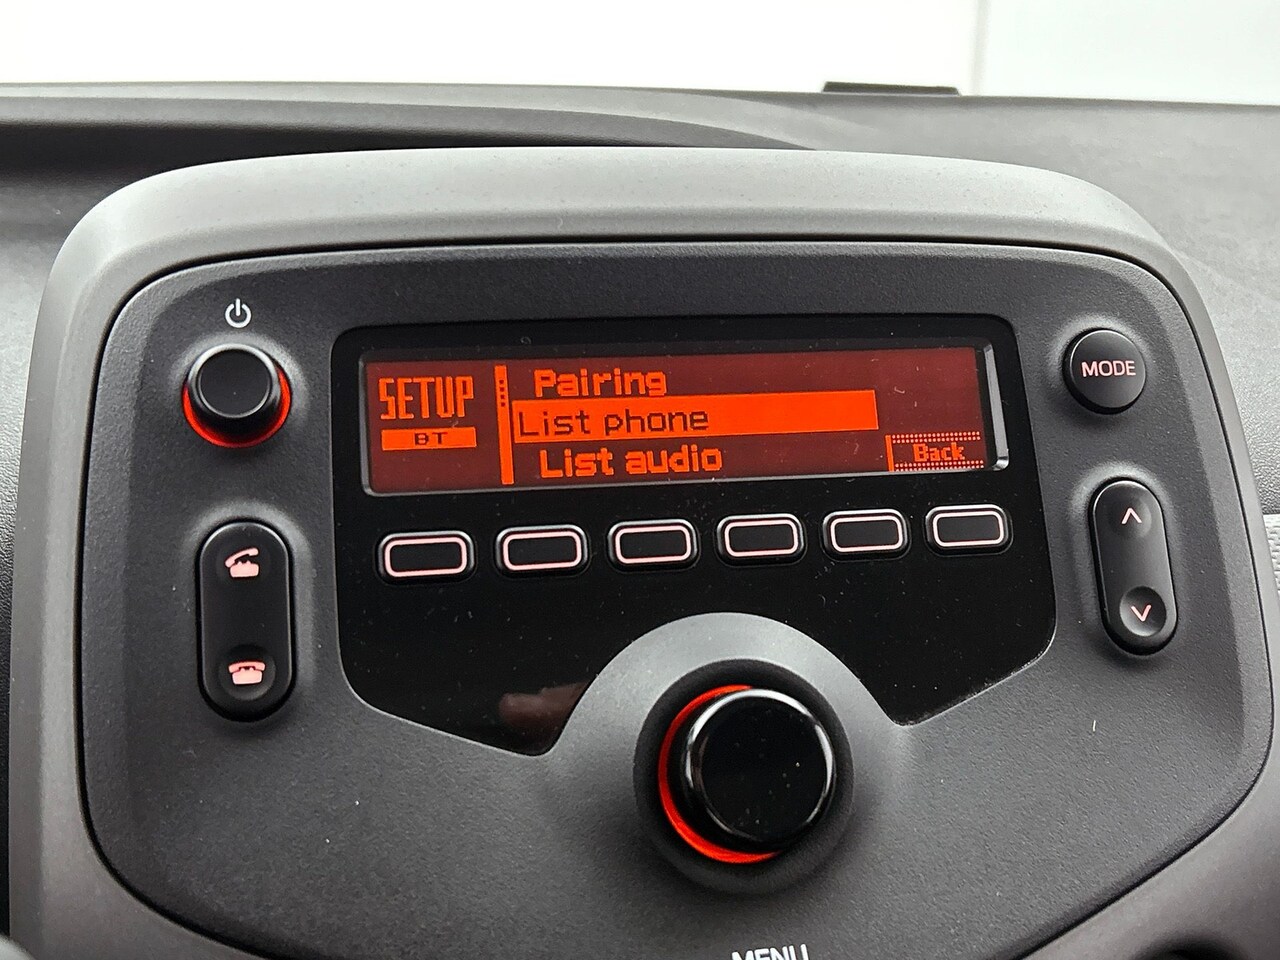 SETUP
BT
Pairing
List phone
List audio
Back
MODE
MENU